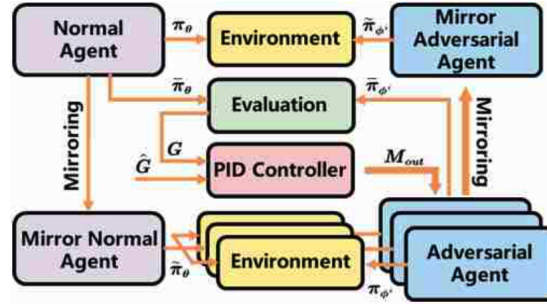 Normal
Agent
π_θ
Environment
π̃_φ'
Mirror
Adversarial
Agent
π̄_θ
Evaluation
π̄_φ'
Mirroring
G
Ĝ
PID Controller
M_out
Mirroring
Mirror Normal
Agent
π̃_θ
Environment
π_φ'
Adversarial
Agent